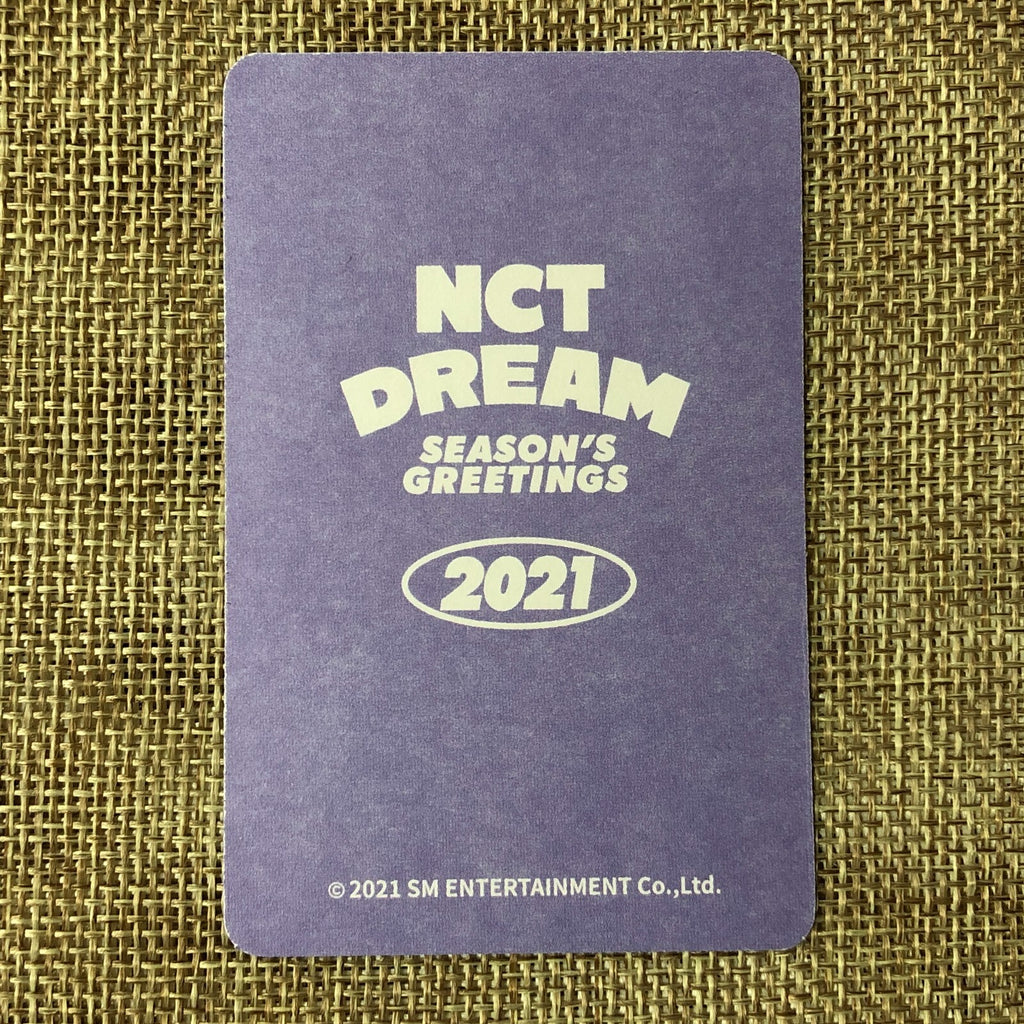 NCT
DREAM
SEASON'S
GREETINGS
2021
© 2021 SM ENTERTAINMENT Co.,Ltd.